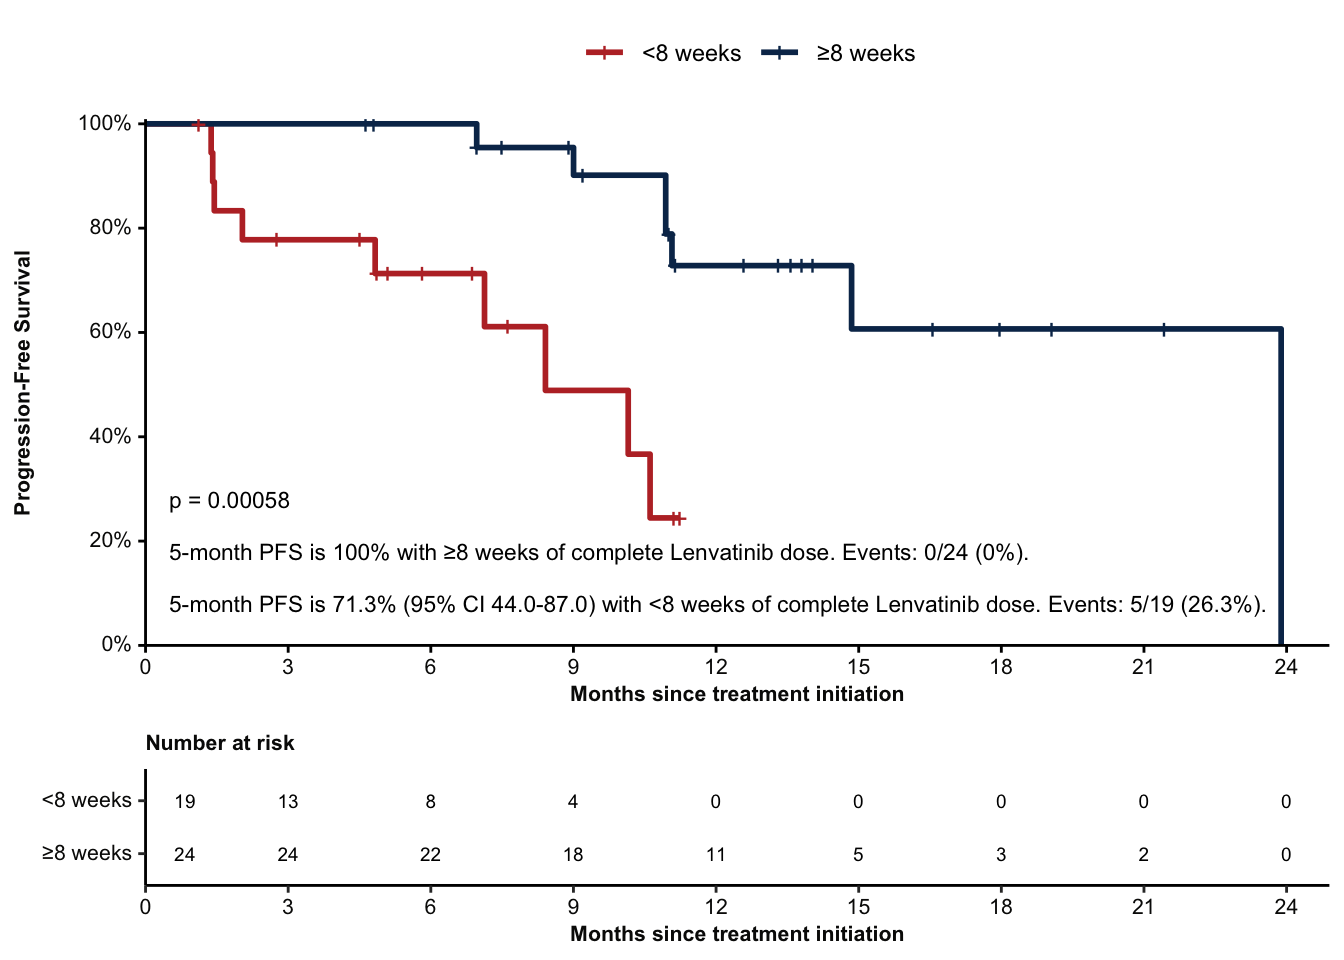 <8 weeks ≥8 weeks
100%
80%
60%
40%
20%
0%
Progression-Free Survival
p = 0.00058
5-month PFS is 100% with ≥8 weeks of complete Lenvatinib dose. Events: 0/24 (0%).
5-month PFS is 71.3% (95% CI 44.0-87.0) with <8 weeks of complete Lenvatinib dose. Events: 5/19 (26.3%).
0 3 6 9 12 15 18 21 24
Months since treatment initiation
Number at risk
<8 weeks 19 13 8 4 0 0 0 0 0
≥8 weeks 24 24 22 18 11 5 3 2 0
0 3 6 9 12 15 18 21 24
Months since treatment initiation